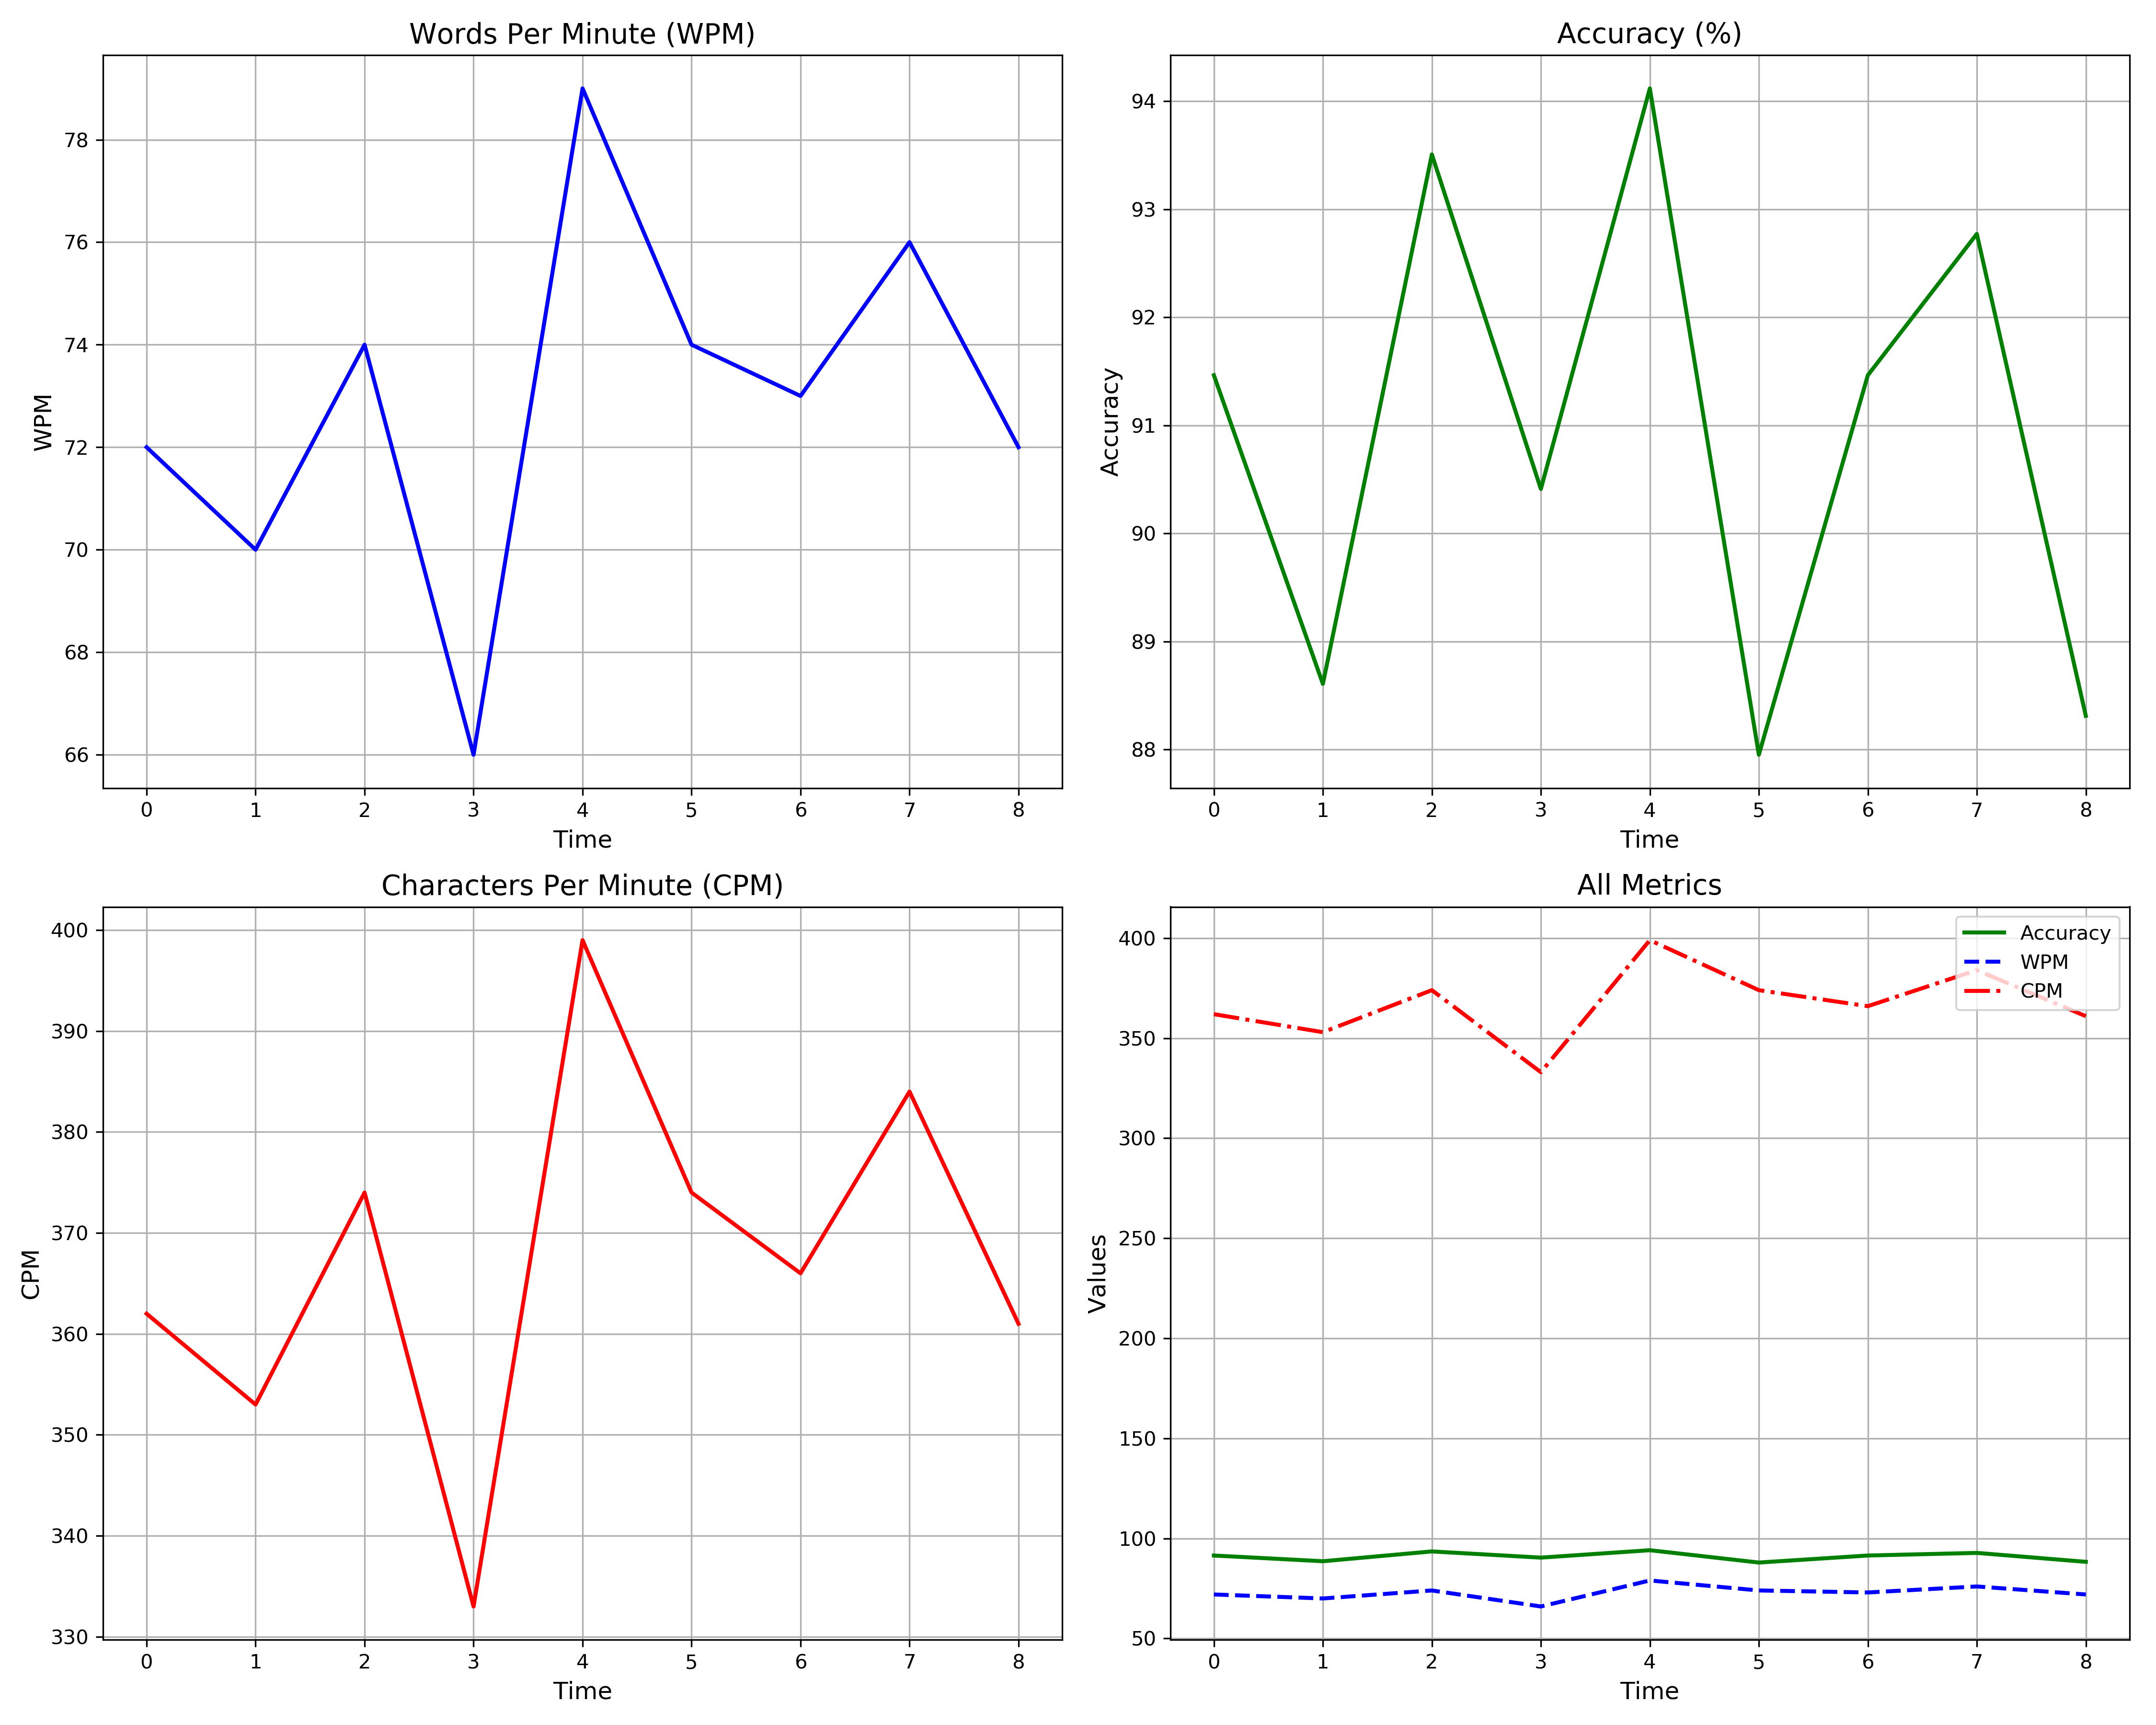 Words Per Minute (WPM)
WPM
78
76
74
72
70
68
66
0 1 2 3 4 5 6 7 8
Time
Accuracy (%)
Accuracy
94
93
92
91
90
89
88
0 1 2 3 4 5 6 7 8
Time
Characters Per Minute (CPM)
CPM
400
390
380
370
360
350
340
330
0 1 2 3 4 5 6 7 8
Time
All Metrics
Values
400
350
300
250
200
150
100
50
Accuracy
WPM
CPM
0 1 2 3 4 5 6 7 8
Time